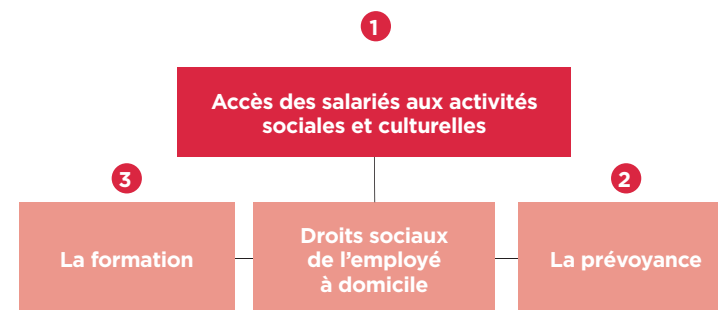 1
Accès des salariés aux activités
sociales et culturelles
3
2
La formation
Droits sociaux
de l’employé
à domicile
La prévoyance